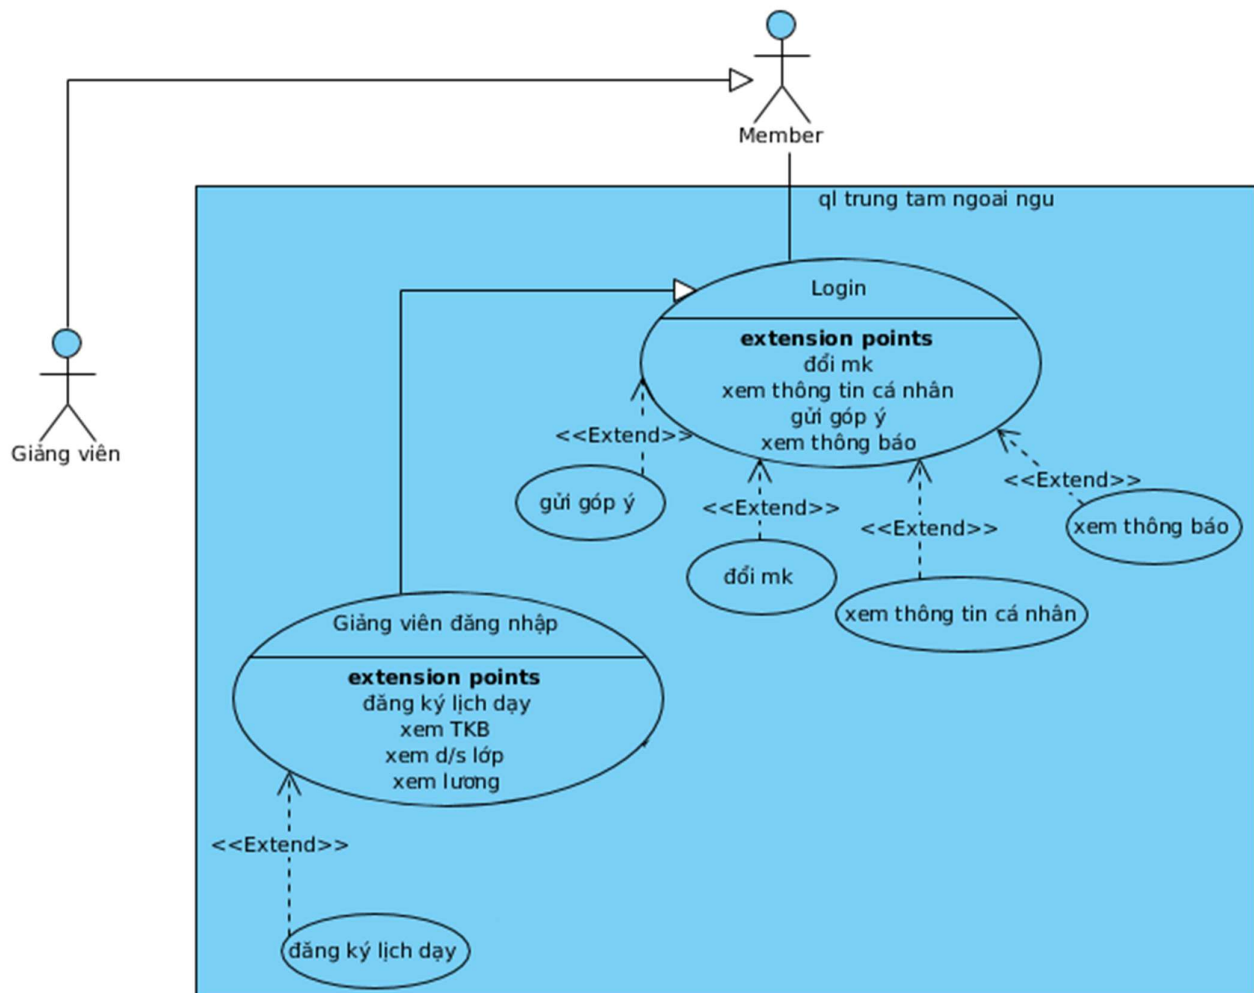 Member
ql trung tam ngoai ngu
Login
extension points
đổi mk
xem thông tin cá nhân
gửi góp ý
xem thông báo
Giảng viên
<<Extend>>
<<Extend>>
<<Extend>>
<<Extend>>
gửi góp ý
đổi mk
xem thông tin cá nhân
xem thông báo
Giảng viên đăng nhập
extension points
đăng ký lịch dạy
xem TKB
xem d/s lớp
xem lương
<<Extend>>
đăng ký lịch dạy